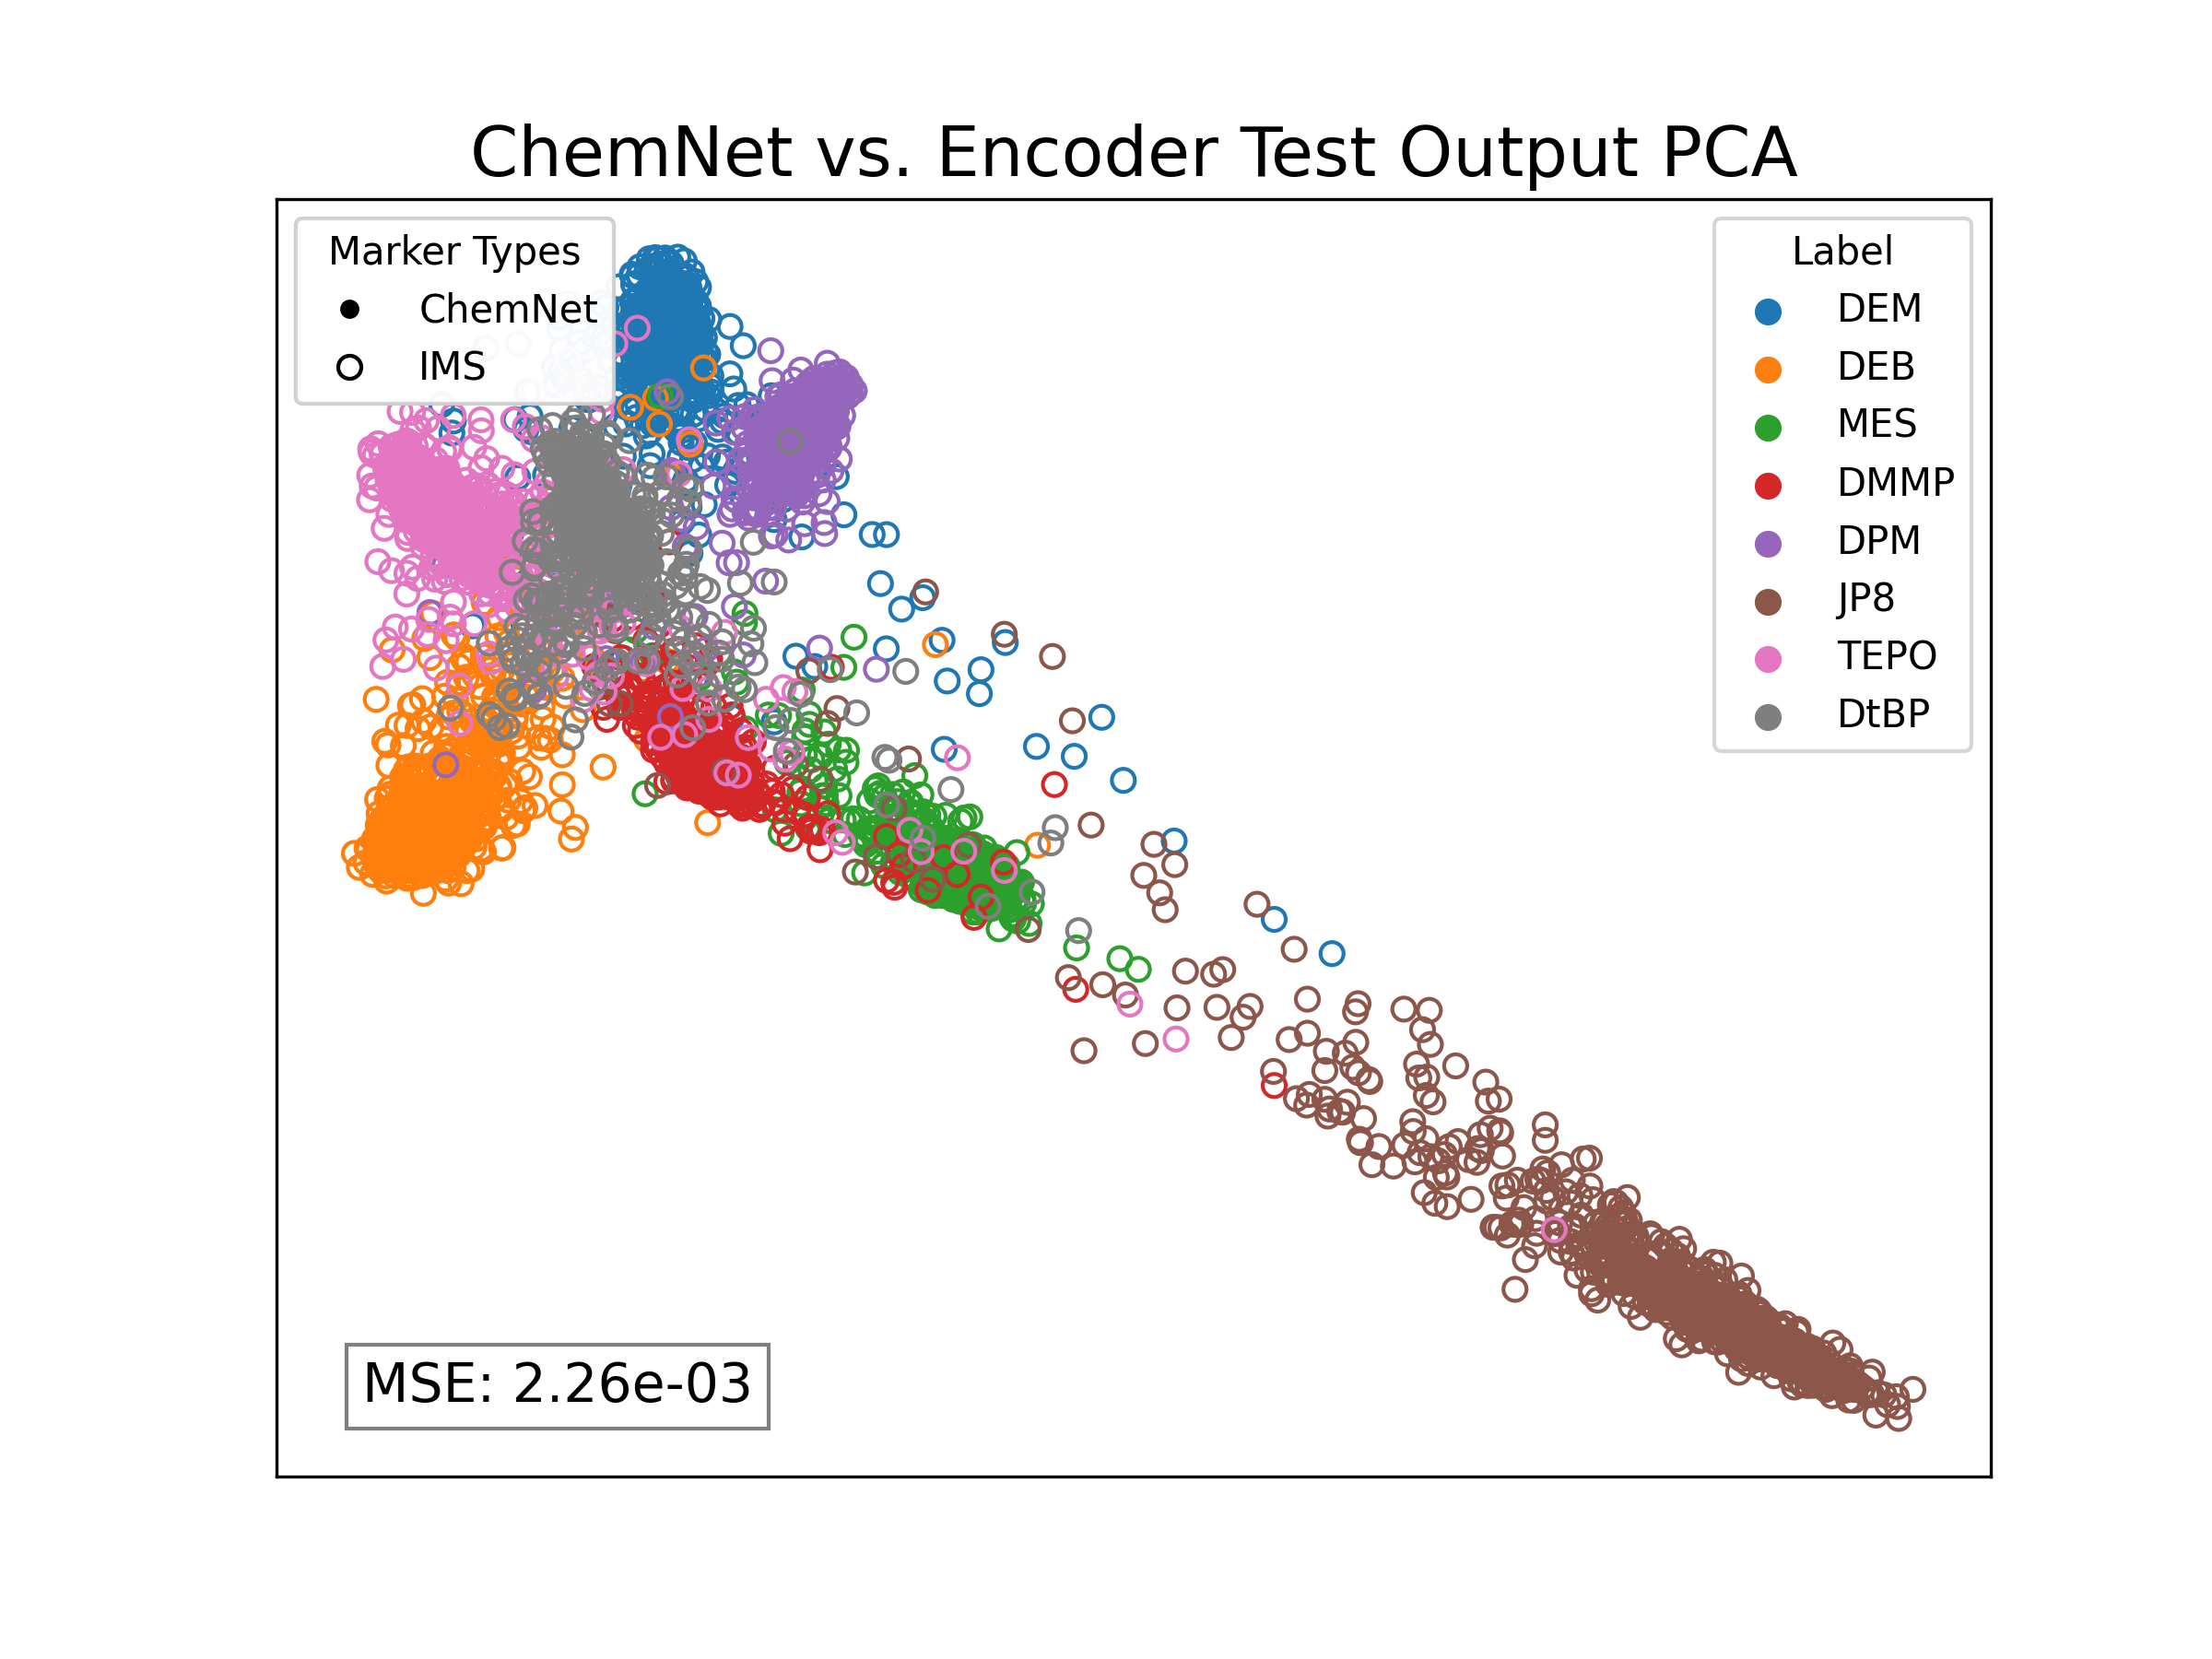 ChemNet vs. Encoder Test Output PCA
Marker Types
ChemNet
IMS
Label
DEM
DEB
MES
DMMP
DPM
JP8
TEPO
DtBP
MSE: 2.26e-03